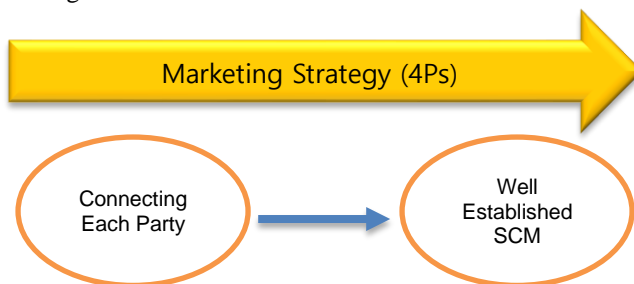 Marketing Strategy (4Ps)
Connecting
Each Party
Well
Established
SCM